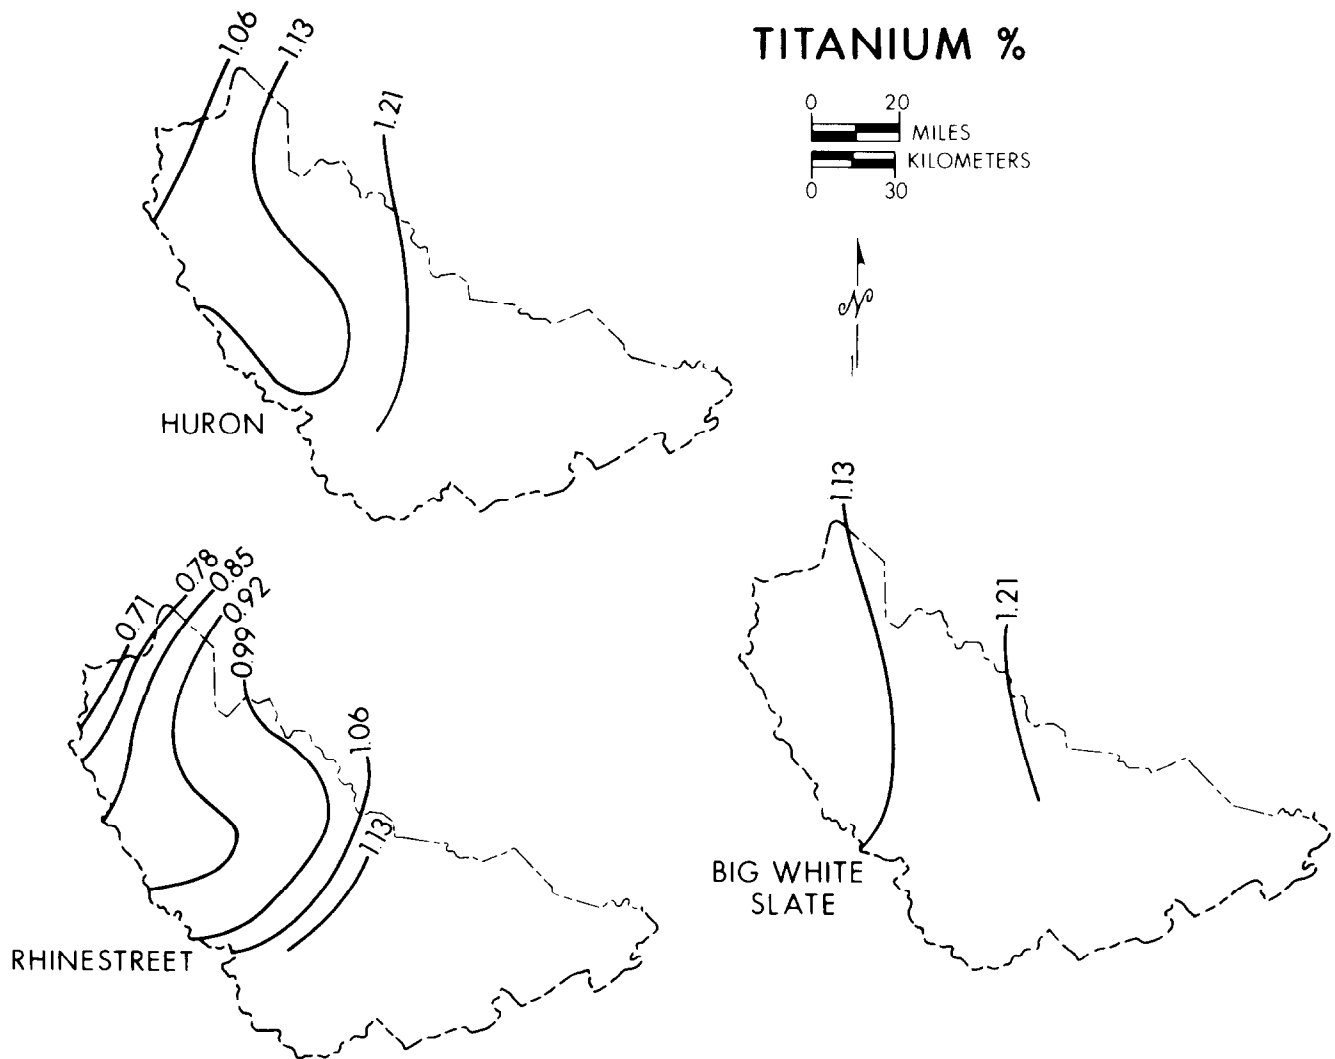 TITANIUM %
0 20
MILES
KILOMETERS
0 30
N
1.06
1.13
1.21
HURON
0.71
0.78
0.85
0.92
0.99
1.06
1.13
RHINESTREET
1.13
1.21
BIG WHITE
SLATE